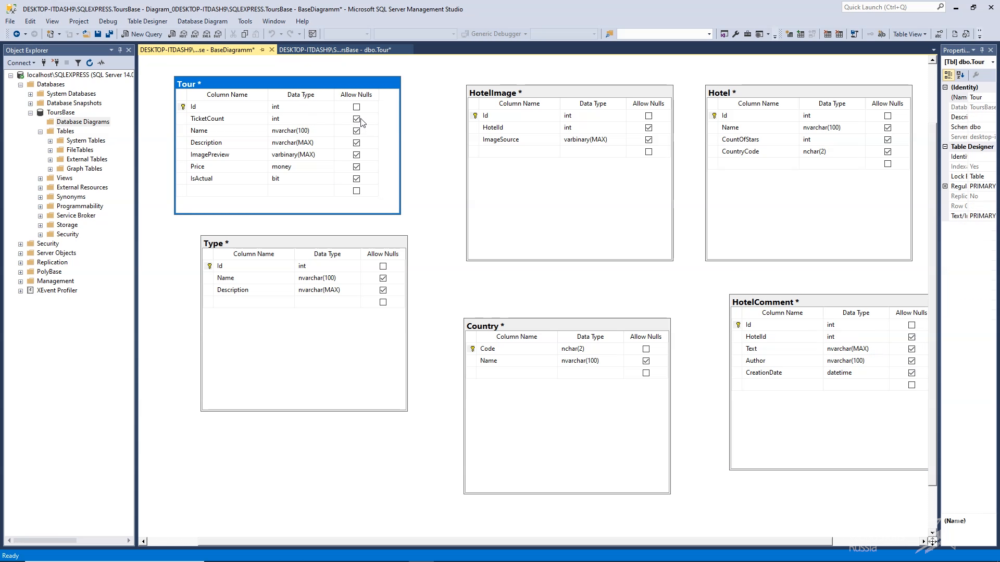 DESKTOP-ITDASH9\SQLEXPRESS.ToursBase - Diagram_0DESKTOP-ITDASH9\SQLEXPRESS.ToursBase - BaseDiagramm* - Microsoft SQL Server Management Studio
Quick Launch (Ctrl+Q)
File Edit View Project Debug Table Designer Database Diagram Tools Window Help
New Query
MDX DMX XMLA DAX
Generic Debugger
Table View
Object Explorer
DESKTOP-ITDASH9\...se - BaseDiagramm*
DESKTOP-ITDASH9\S...rsBase - dbo.Tour*
Properti...
Connect
[Tbl] dbo.Tour
localhost\SQLEXPRESS (SQL Server 14.0
Databases
System Databases
Database Snapshots
ToursBase
Database Diagrams
Tables
System Tables
FileTables
External Tables
Graph Tables
Views
External Resources
Synonyms
Programmability
Service Broker
Storage
Security
Security
Server Objects
Replication
PolyBase
Management
XEvent Profiler
Tour *
Column Name Data Type Allow Nulls
Id int
TicketCount int
Name nvarchar(100)
Description nvarchar(MAX)
ImagePreview varbinary(MAX)
Price money
IsActual bit
HotelImage *
Column Name Data Type Allow Nulls
Id int
HotelId int
ImageSource varbinary(MAX)
Hotel *
Column Name Data Type Allow Nulls
Id int
Name nvarchar(100)
CountOfStars int
CountryCode nchar(2)
Type *
Column Name Data Type Allow Nulls
Id int
Name nvarchar(100)
Description nvarchar(MAX)
Country *
Column Name Data Type Allow Nulls
Code nchar(2)
Name nvarchar(100)
HotelComment *
Column Name Data Type Allow Nulls
Id int
HotelId int
Text nvarchar(MAX)
Author nvarchar(100)
CreationDate datetime
(Identity)
(Nam Tour
Datab ToursBase
Descri
Schen dbo
Server desktop-i
Table Designer
Identi
Indexa Yes
Lock E Table
Regul PRIMARY
Replic No
Row G
Text/I PRIMARY
(Name)
Russia
Ready